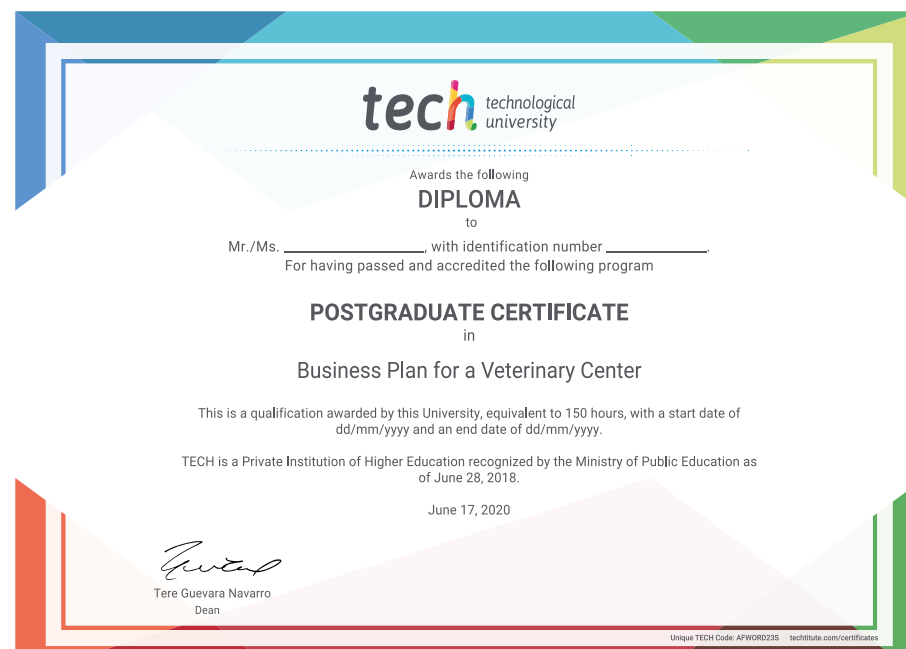 tech technological
university
Awards the following
DIPLOMA
to
Mr./Ms. ____________________, with identification number ______________.
For having passed and accredited the following program
POSTGRADUATE CERTIFICATE
in
Business Plan for a Veterinary Center
This is a qualification awarded by this University, equivalent to 150 hours, with a start date of
dd/mm/yyyy and an end date of dd/mm/yyyy.
TECH is a Private Institution of Higher Education recognized by the Ministry of Public Education as
of June 28, 2018.
June 17, 2020
Tere Guevara Navarro
Dean
Unique TECH Code: AFWORD23S techtitute.com/certificates